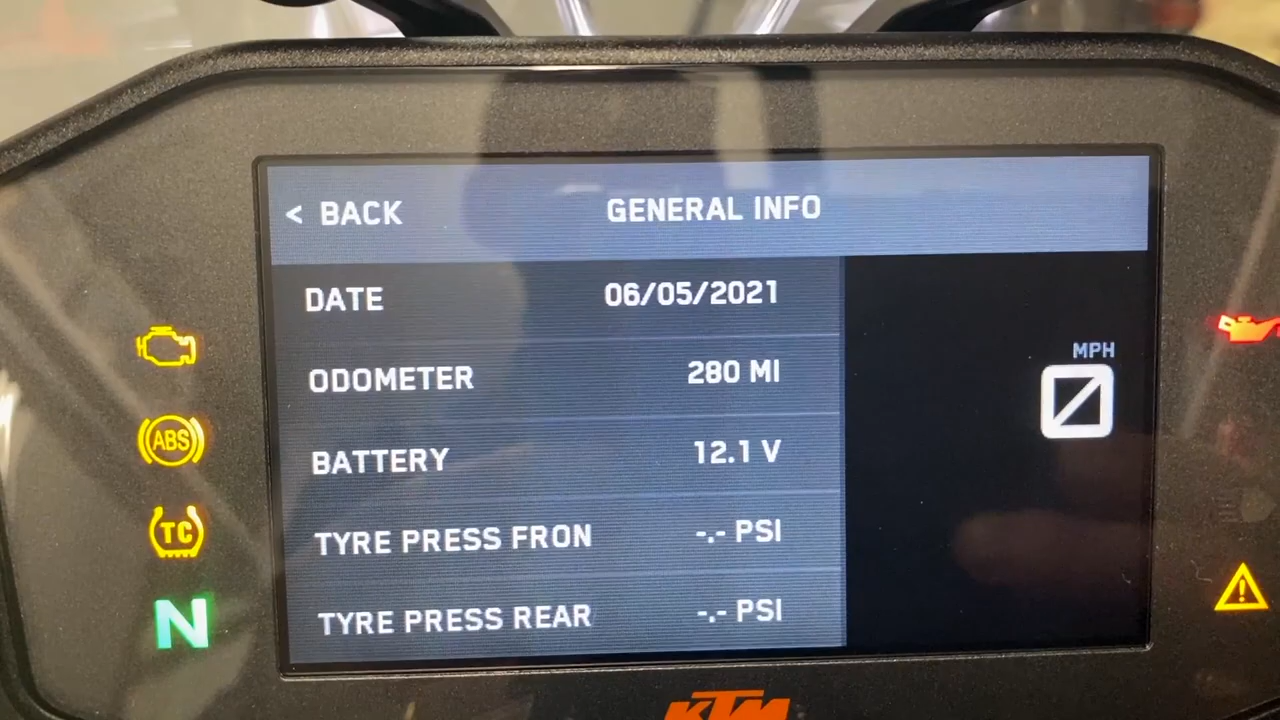 < BACK GENERAL INFO
DATE 06/05/2021
ODOMETER 280 MI
MPH
0
BATTERY 12.1 V
ABS
TYRE PRESS FRON -.- PSI
TC
TYRE PRESS REAR -.- PSI
N
KTM